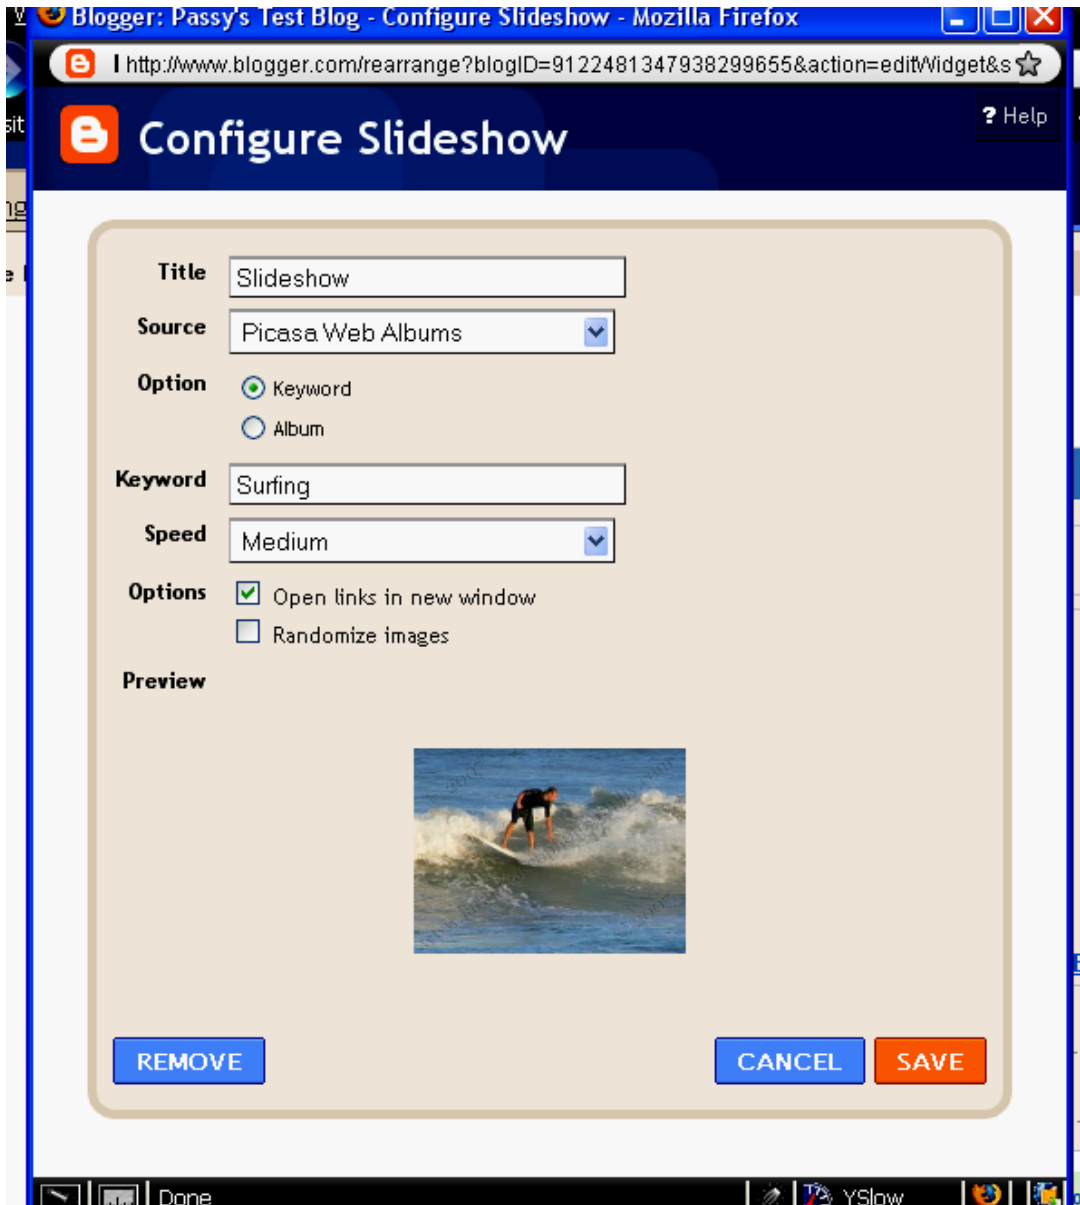 Blogger: Passy's Test Blog - Configure Slideshow - Mozilla Firefox
http://www.blogger.com/rearrange?blogID=9122481347938299655&action=editWidget&s
Configure Slideshow
? Help
Title
Slideshow
Source
Picasa Web Albums
Option
Keyword
Album
Keyword
Surfing
Speed
Medium
Options
Open links in new window
Randomize images
Preview
REMOVE
CANCEL
SAVE
Done
YSlow